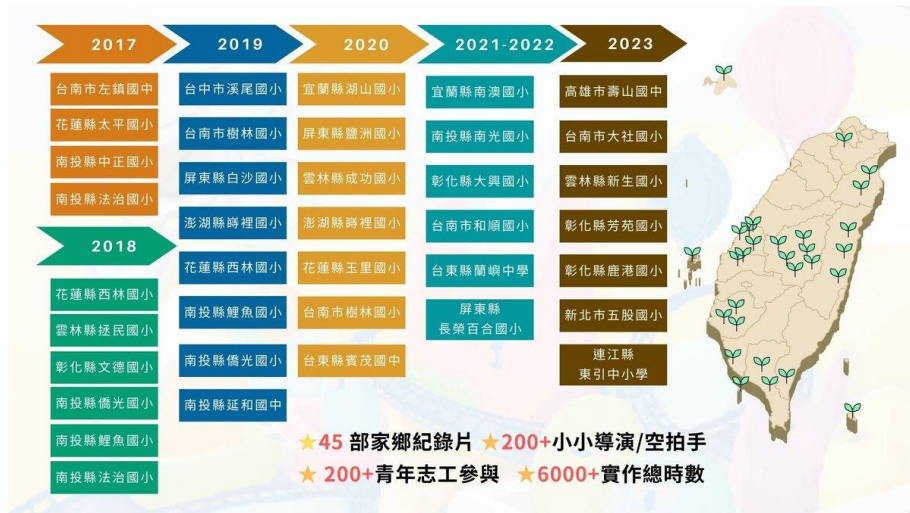 2017
台南市左鎮國中
花蓮縣太平國小
南投縣中正國小
南投縣法治國小
2018
花蓮縣西林國小
雲林縣拯民國小
彰化縣文德國小
南投縣僑光國小
南投縣鯉魚國小
南投縣法治國小
2019
台中市溪尾國小
台南市樹林國小
屏東縣白沙國小
澎湖縣嵵裡國小
花蓮縣西林國小
南投縣鯉魚國小
南投縣僑光國小
南投縣延和國中
2020
宜蘭縣湖山國小
屏東縣鹽洲國小
雲林縣成功國小
澎湖縣嵵裡國小
花蓮縣玉里國小
台南市樹林國小
台東縣賓茂國中
2021-2022
宜蘭縣南澳國小
南投縣南光國小
彰化縣大興國小
台南市和順國小
台東縣蘭嶼中學
屏東縣
長榮百合國小
2023
高雄市壽山國中
台南市大社國小
雲林縣新生國小
彰化縣芳苑國小
彰化縣鹿港國小
新北市五股國小
連江縣
東引中小學
45 部家鄉紀錄片 200+小小導演/空拍手
200+青年志工參與 6000+實作總時數